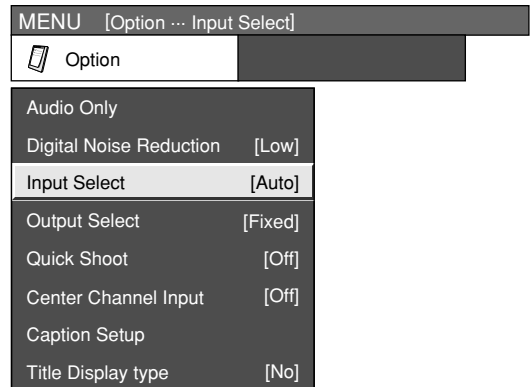 MENU [Option ··· Input Select]
Option
Audio Only
Digital Noise Reduction [Low]
Input Select [Auto]
Output Select [Fixed]
Quick Shoot [Off]
Center Channel Input [Off]
Caption Setup
Title Display type [No]